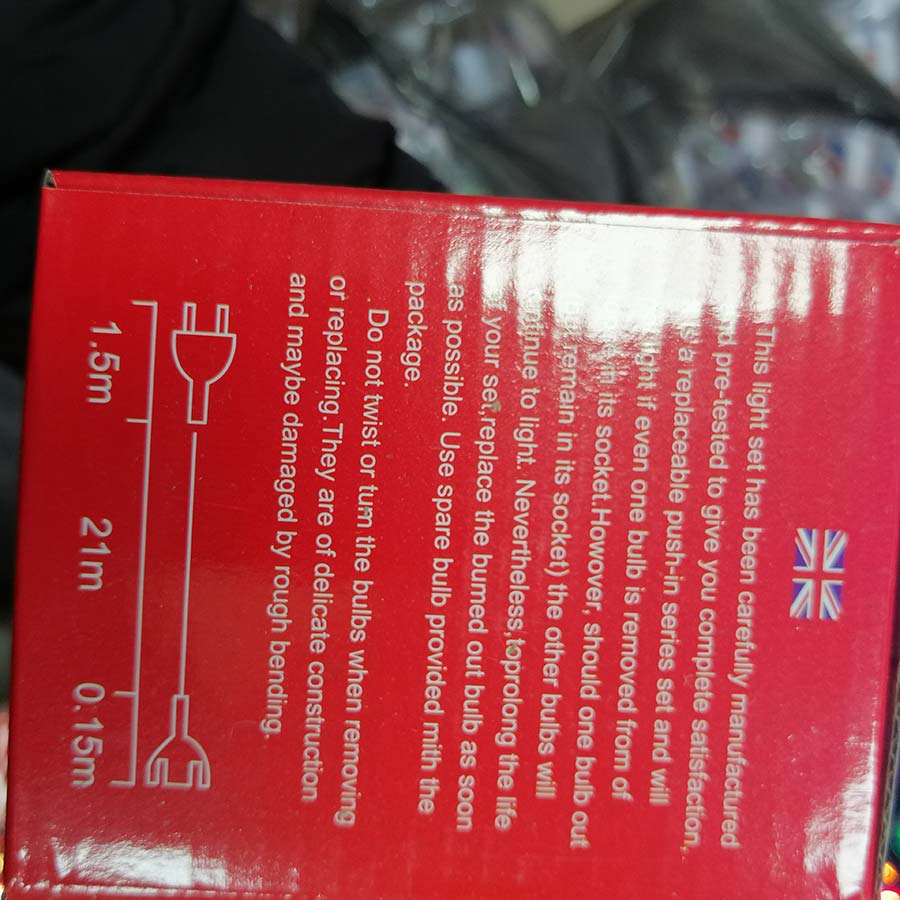 This light set has been carefully manufactured
pre-tested to give you complete satisfaction,
a replaceable push-in series set and will
if even one bulb is removed from of
its socket.Howover, should one bulb out
remain in its socket) the other bulbs will
to light. Nevertheless,toprolong the life
your set,replace the burned out bulb as soon
as possible. Use spare bulb provided mith the
package.
Do not twist or turn the bulbs when removing
or replacing.They are of delicate construction
and maybe damaged by rough bending.
1.5m 21m 0.15m